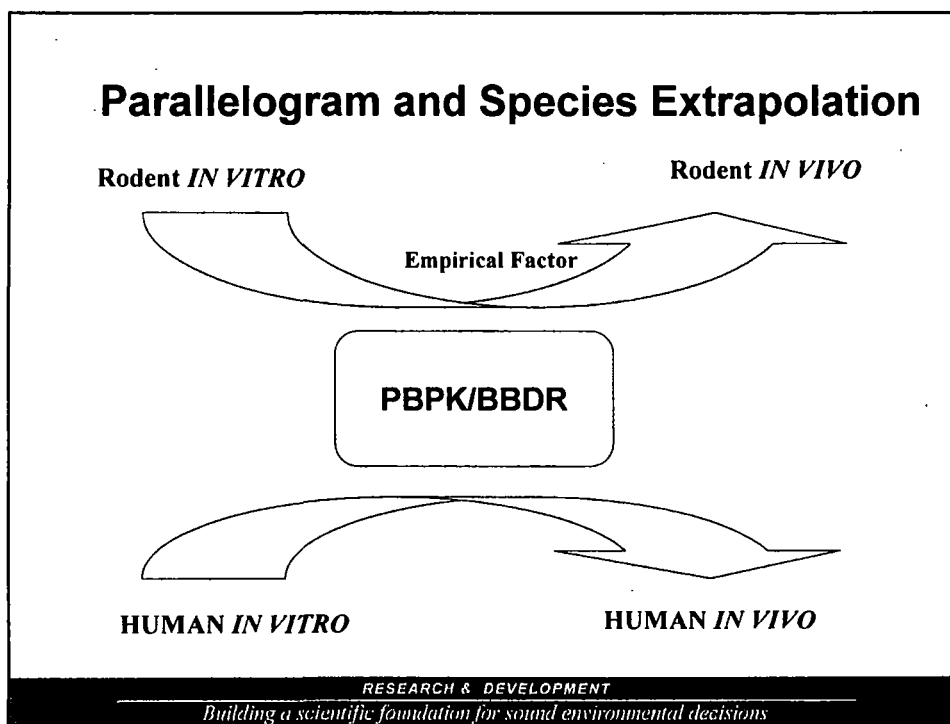 Parallelogram and Species Extrapolation
Rodent IN VITRO
Rodent IN VIVO
Empirical Factor
PBPK/BBDR
HUMAN IN VITRO
HUMAN IN VIVO
RESEARCH & DEVELOPMENT
Building a scientific foundation for sound environmental decisions